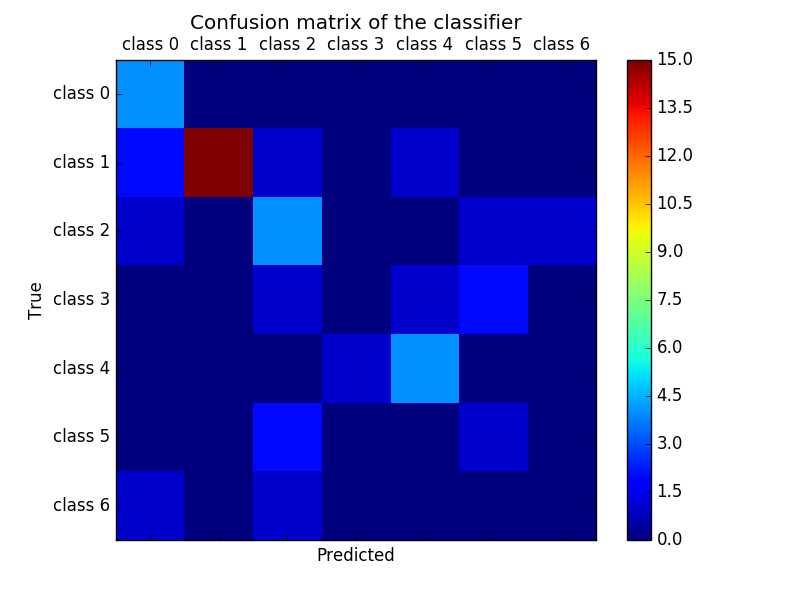 Confusion matrix of the classifier
class 0 class 1 class 2 class 3 class 4 class 5 class 6
class 0
class 1
class 2
class 3
class 4
class 5
class 6
True
Predicted
15.0
13.5
12.0
10.5
9.0
7.5
6.0
4.5
3.0
1.5
0.0